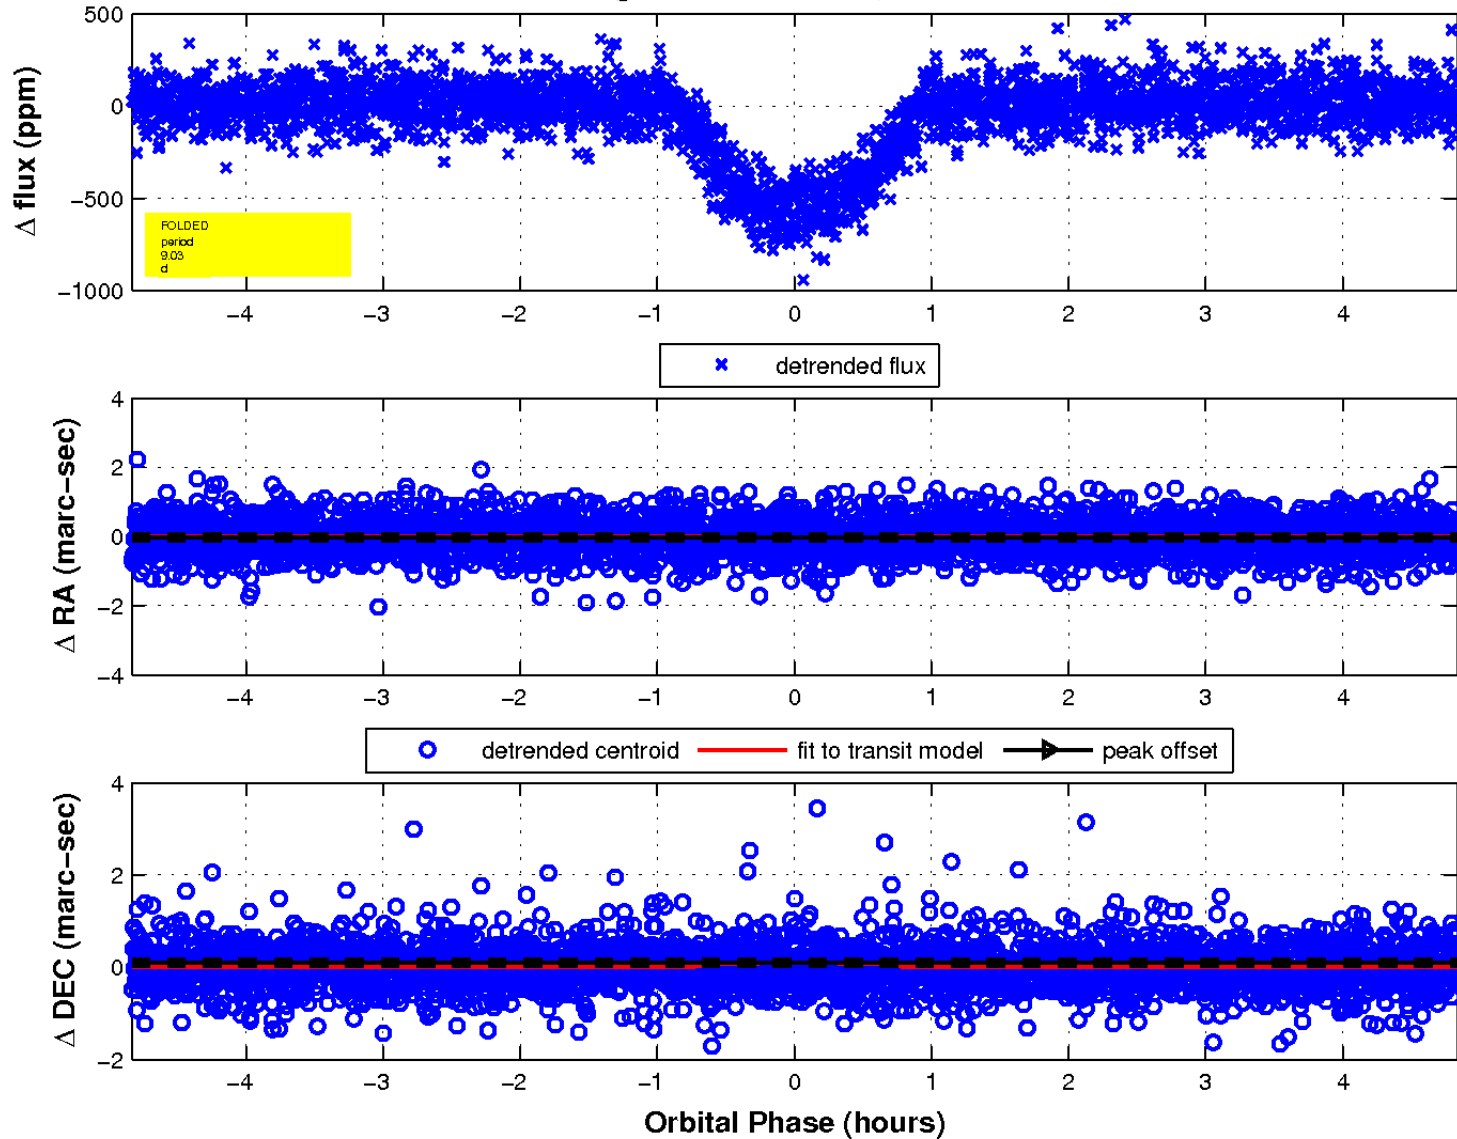 500
0
−500
−1000
Δ flux (ppm)
FOLDED
period
9.03
d
−4 −3 −2 −1 0 1 2 3 4
detrended flux
4
2
0
−2
−4
Δ RA (marc−sec)
−4 −3 −2 −1 0 1 2 3 4
detrended centroid fit to transit model peak offset
4
2
0
−2
Δ DEC (marc−sec)
−4 −3 −2 −1 0 1 2 3 4
Orbital Phase (hours)